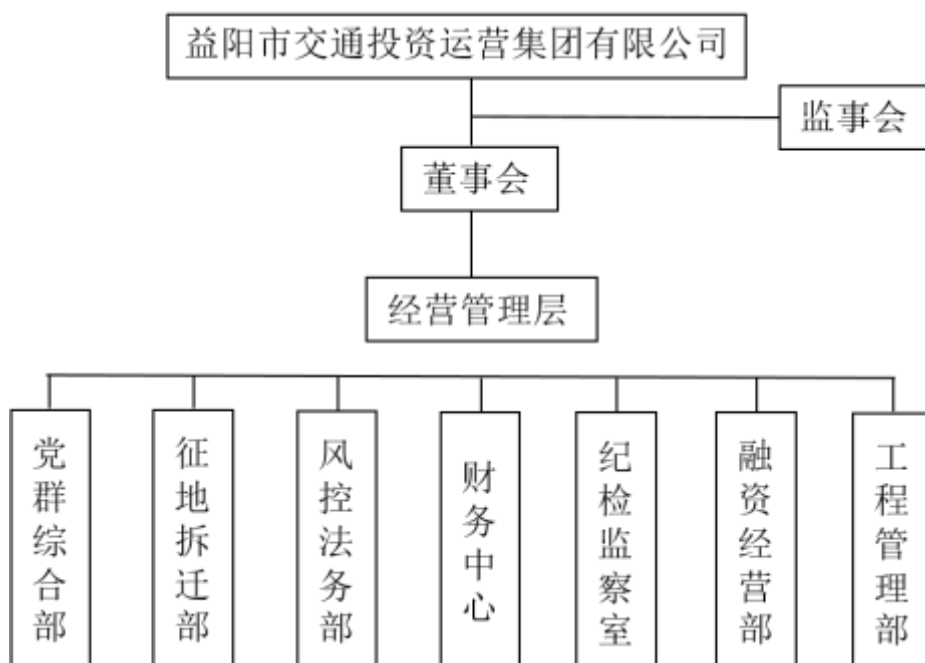 益阳市交通投资运营集团有限公司
监事会
董事会
经营管理层
党群综合部
征地拆迁部
风控法务部
财务中心
纪检监察室
融资经营部
工程管理部